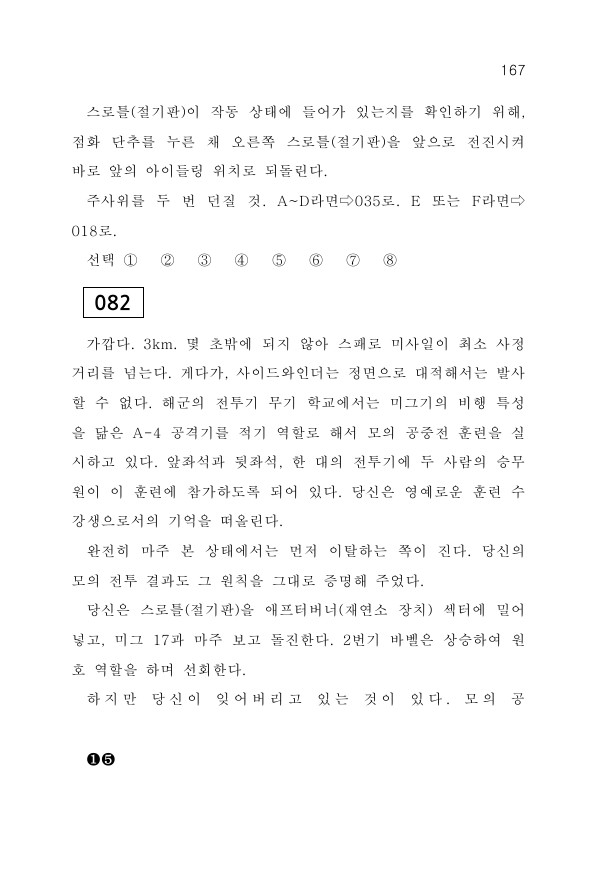 167
스로틀(절기판)이 작동 상태에 들어가 있는지를 확인하기 위해,
점화 단추를 누른 채 오른쪽 스로틀(절기판)을 앞으로 전진시켜
바로 앞의 아이들링 위치로 되돌린다.
주사위를 두 번 던질 것. A~D라면⇨035로. E 또는 F라면⇨
018로.
선택 ① ② ③ ④ ⑤ ⑥ ⑦ ⑧
082
가깝다. 3km. 몇 초밖에 되지 않아 스패로 미사일이 최소 사정
거리를 넘는다. 게다가, 사이드와인더는 정면으로 대적해서는 발사
할 수 없다. 해군의 전투기 무기 학교에서는 미그기의 비행 특성
을 닮은 A-4 공격기를 적기 역할로 해서 모의 공중전 훈련을 실
시하고 있다. 앞좌석과 뒷좌석, 한 대의 전투기에 두 사람의 승무
원이 이 훈련에 참가하도록 되어 있다. 당신은 영예로운 훈련 수
강생으로서의 기억을 떠올린다.
완전히 마주 본 상태에서는 먼저 이탈하는 쪽이 진다. 당신의
모의 전투 결과도 그 원칙을 그대로 증명해 주었다.
당신은 스로틀(절기판)을 애프터버너(재연소 장치) 섹터에 밀어
넣고, 미그 17과 마주 보고 돌진한다. 2번기 바벨은 상승하여 원
호 역할을 하며 선회한다.
하지만 당신이 잊어버리고 있는 것이 있다. 모의 공
❶❺